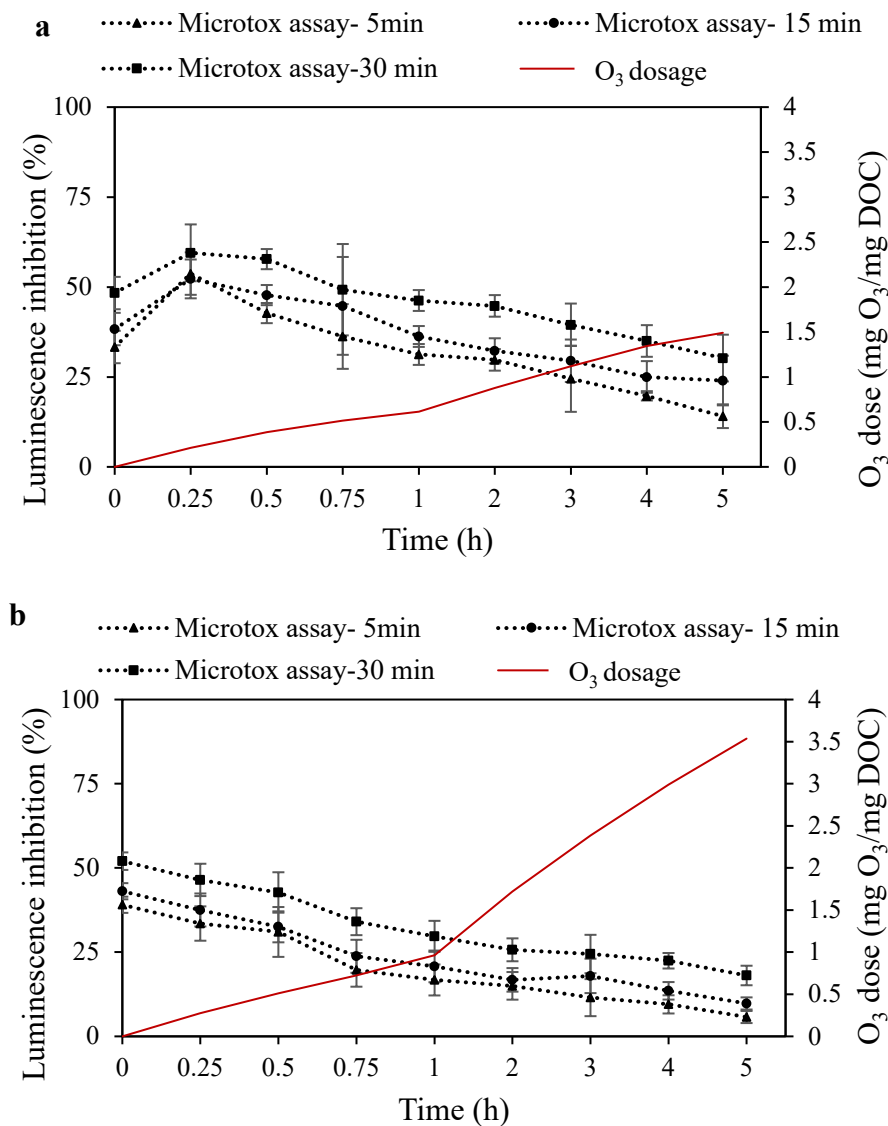 a
Microtox assay- 5min
Microtox assay- 15 min
Microtox assay-30 min
O₃ dosage
Luminescence inhibition (%)
100
75
50
25
0
4
3.5
3
2.5
2
1.5
1
0.5
0
O₃ dose (mg O₃/mg DOC)
0 0.25 0.5 0.75 1 2 3 4 5
Time (h)
b
Microtox assay- 5min
Microtox assay- 15 min
Microtox assay-30 min
O₃ dosage
Luminescence inhibition (%)
100
75
50
25
0
4
3.5
3
2.5
2
1.5
1
0.5
0
O₃ dose (mg O₃/mg DOC)
0 0.25 0.5 0.75 1 2 3 4 5
Time (h)